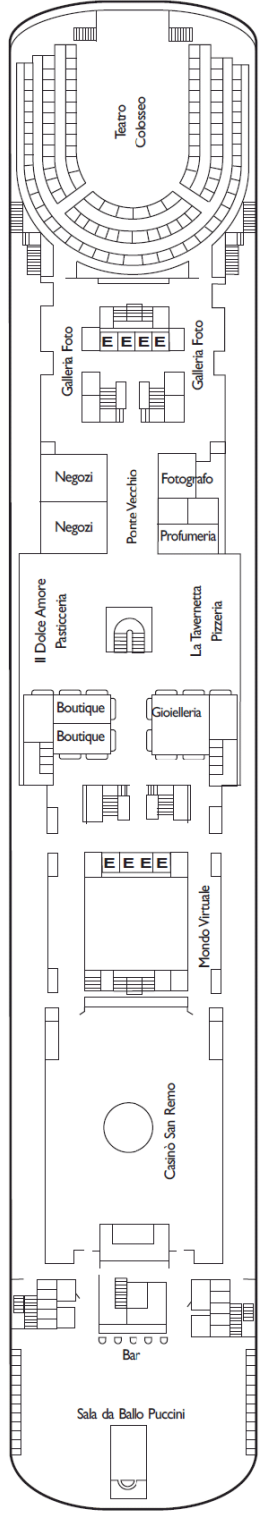 Teatro
Colosseo
E E E E
Galleria Foto
Galleria Foto
Negozi
Negozi
Ponte Vecchio
Fotografo
Profumeria
Il Dolce Amore
Pasticceria
La Tavernetta
Pizzeria
Boutique
Boutique
Gioielleria
E E E E
Mondo Virtuale
Casinò San Remo
Bar
Sala da Ballo Puccini